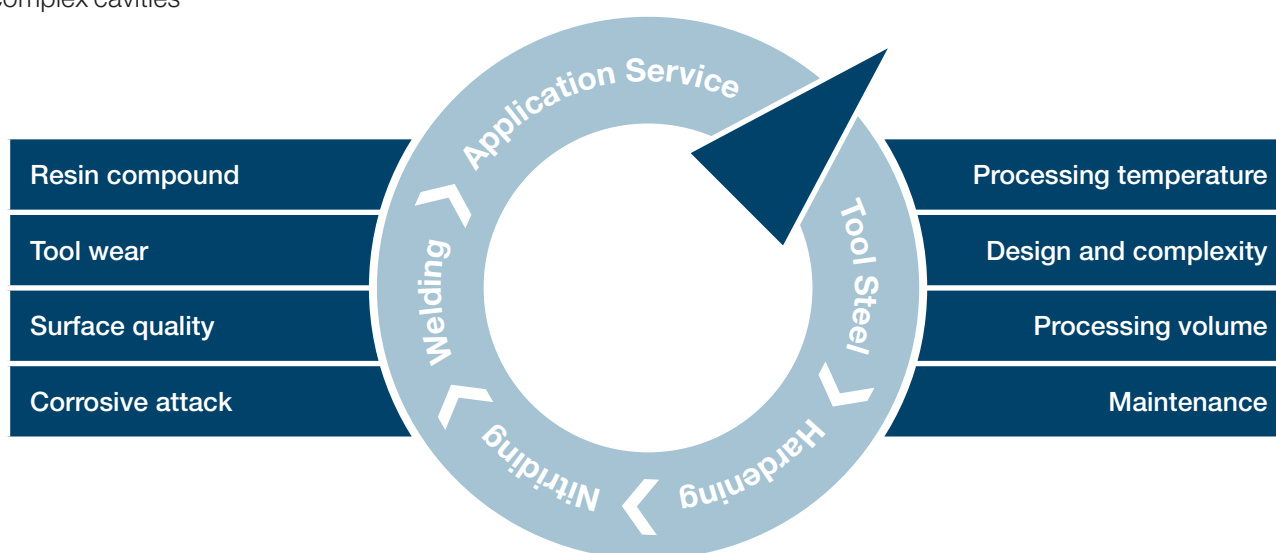 complex cavities
Application Service
Resin compound
Tool wear
Surface quality
Corrosive attack
Processing temperature
Design and complexity
Processing volume
Maintenance
Tool Steel
Hardening
Nitriding
Welding